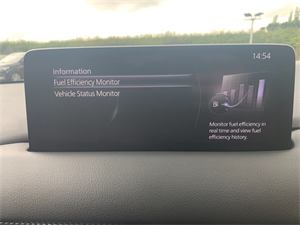 14:54
Information
Fuel Efficiency Monitor
Vehicle Status Monitor
Monitor fuel efficiency in
real time and view fuel
efficiency history.